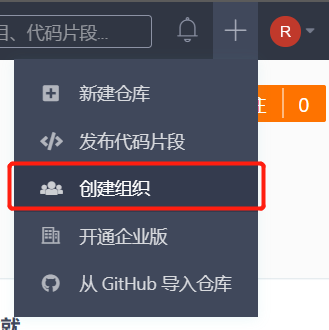 目、代码片段...
R
新建仓库
注 0
发布代码片段
创建组织
开通企业版
从 GitHub 导入仓库
就